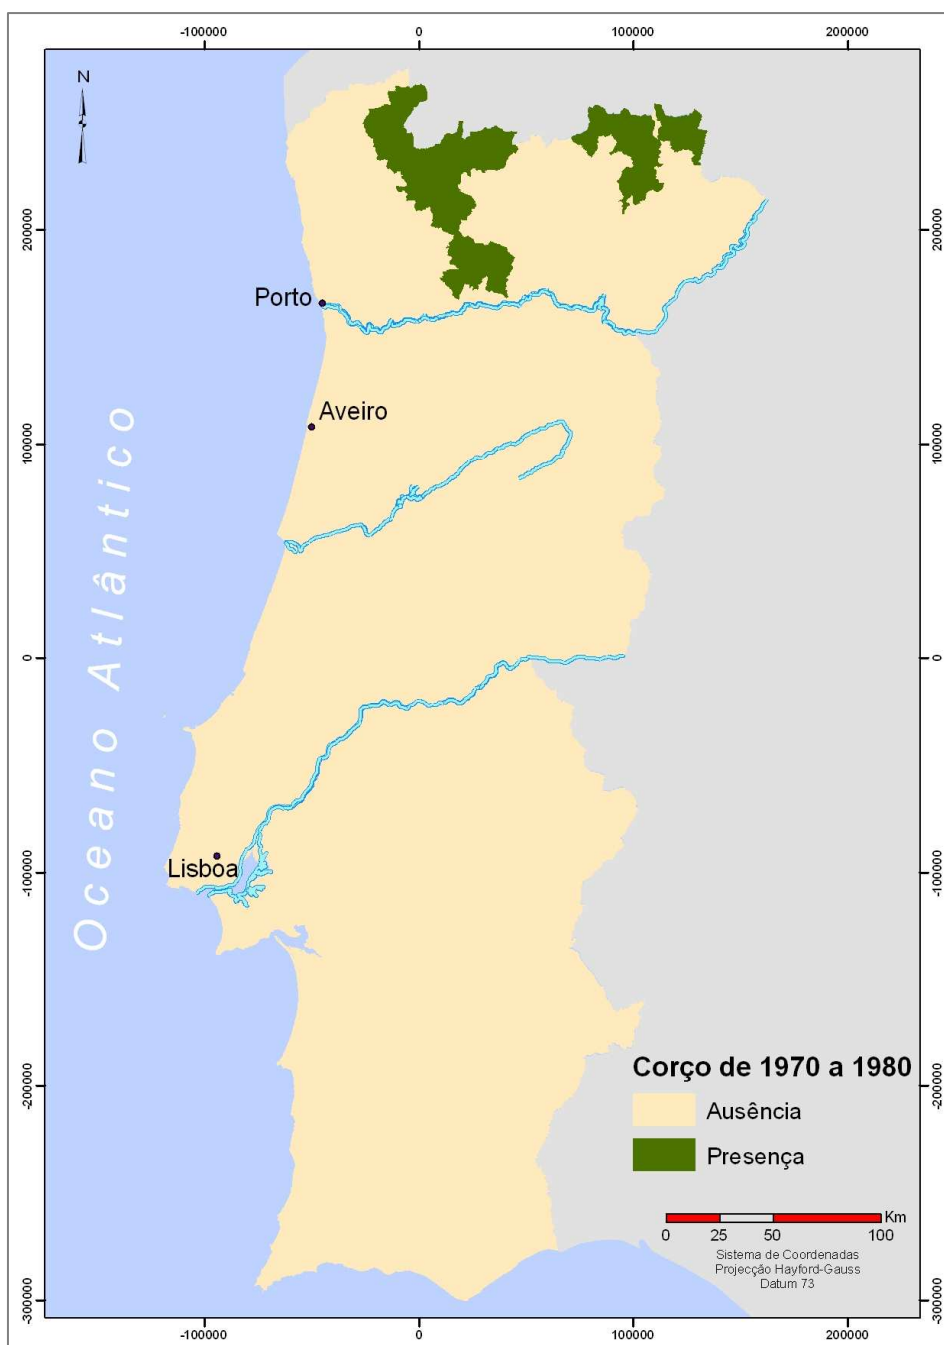 -100000 0 100000 200000
N
200000 200000
Porto
Aveiro
100000 100000
Oceano Atlântico
0 0
Lisboa
-100000 -100000
Corço de 1970 a 1980
-200000 -200000
Ausência
Presença
Km
0 25 50 100
Sistema de Coordenadas
Projecção Hayford-Gauss
Datum 73
-300000 -300000
-100000 0 100000 200000